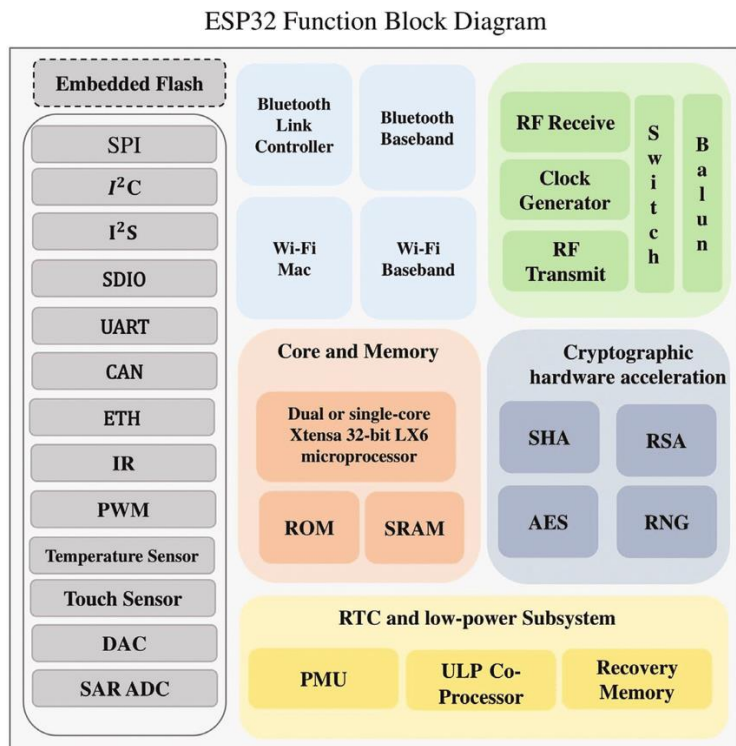 ESP32 Function Block Diagram
Embedded Flash
SPI
I²C
I²S
SDIO
UART
CAN
ETH
IR
PWM
Temperature Sensor
Touch Sensor
DAC
SAR ADC
Bluetooth
Link
Controller
Bluetooth
Baseband
Wi-Fi
Mac
Wi-Fi
Baseband
RF Receive
Clock
Generator
RF
Transmit
Switch
Balun
Core and Memory
Dual or single-core
Xtensa 32-bit LX6
microprocessor
ROM
SRAM
Cryptographic
hardware acceleration
SHA
RSA
AES
RNG
RTC and low-power Subsystem
PMU
ULP Co-
Processor
Recovery
Memory